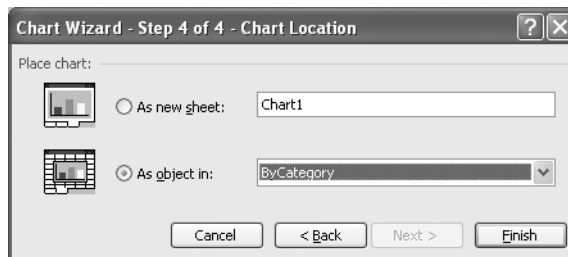 Chart Wizard - Step 4 of 4 - Chart Location
Place chart:
As new sheet: Chart1
As object in: ByCategory
Cancel < Back Next > Finish